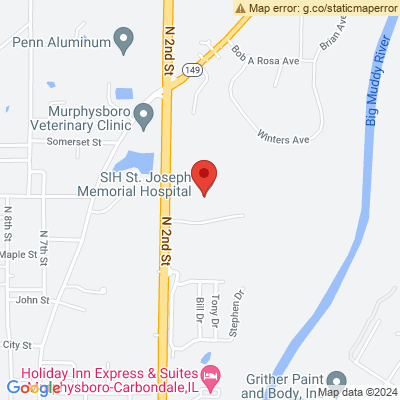 Map error: g.co/staticmaperror
Penn Aluminum
N 2nd St
149
Bob A Rosa Ave
Brian Ave
Big Muddy River
Murphysboro
Veterinary Clinic
Somerset St
Winters Ave
SIH St. Joseph
Memorial Hospital
N 8th St
N 7th St
Maple St
N 2nd St
John St
Bill Dr
Tony Dr
Stephen Dr.
City St
Holiday Inn Express & Suites
Murphysboro-Carbondale,IL
Grither Paint
and Body, In
Google
Map data ©2024